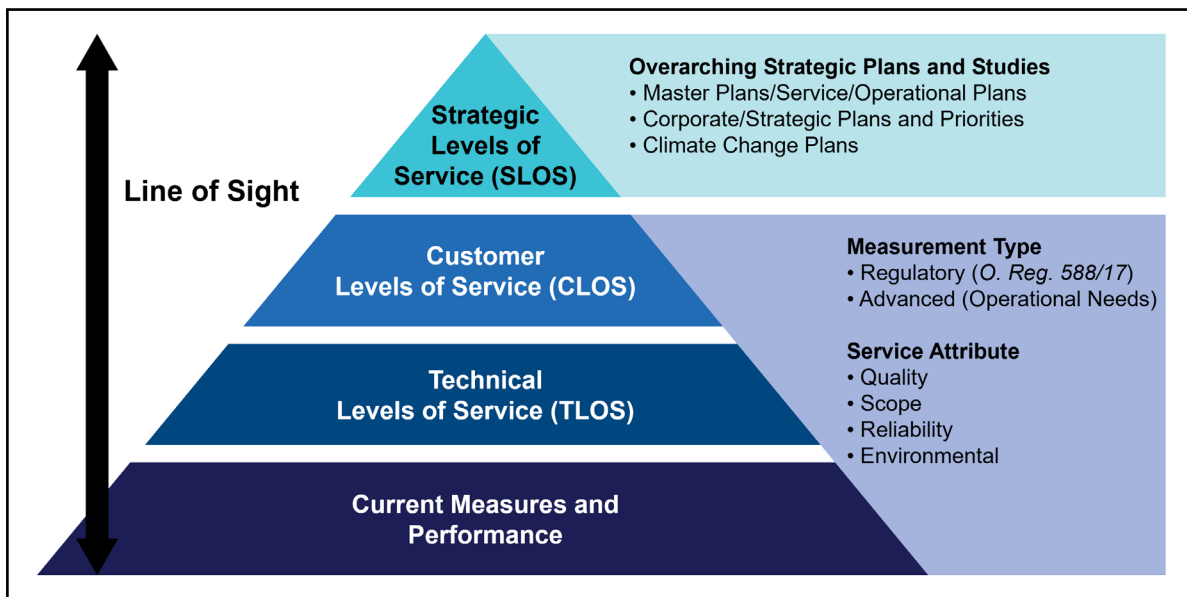 Line of Sight
Strategic
Levels of
Service (SLOS)
Overarching Strategic Plans and Studies
• Master Plans/Service/Operational Plans
• Corporate/Strategic Plans and Priorities
• Climate Change Plans
Customer
Levels of Service (CLOS)
Technical
Levels of Service (TLOS)
Current Measures and
Performance
Measurement Type
• Regulatory (O. Reg. 588/17)
• Advanced (Operational Needs)
Service Attribute
• Quality
• Scope
• Reliability
• Environmental